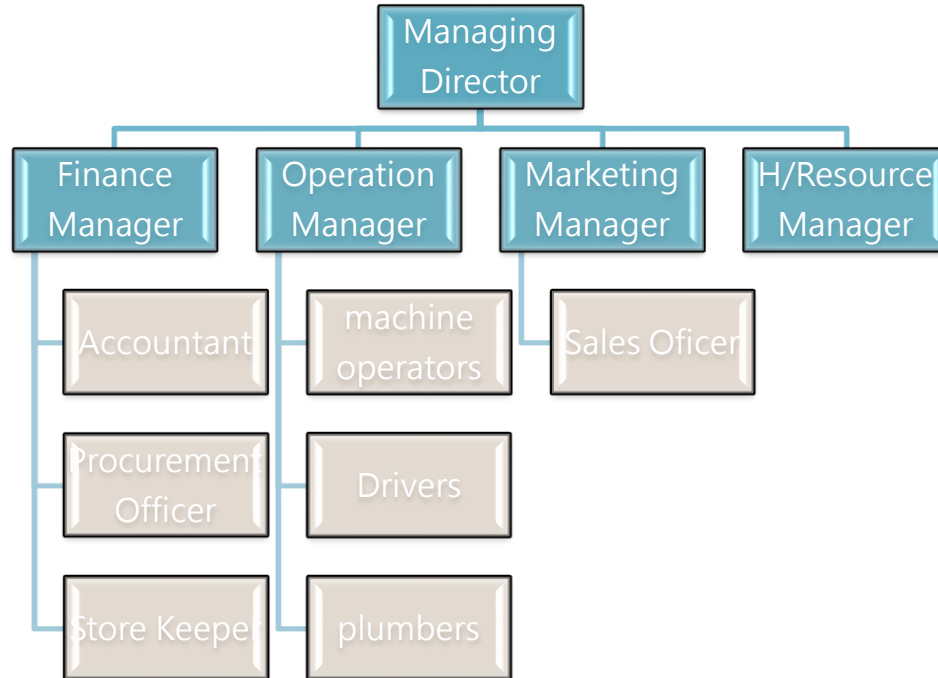 Managing
Director
Finance
Manager
Operation
Manager
Marketing
Manager
H/Resource
Manager
Accountant
machine
operators
Sales Oficer
Procurement
Officer
Drivers
Store Keeper
plumbers